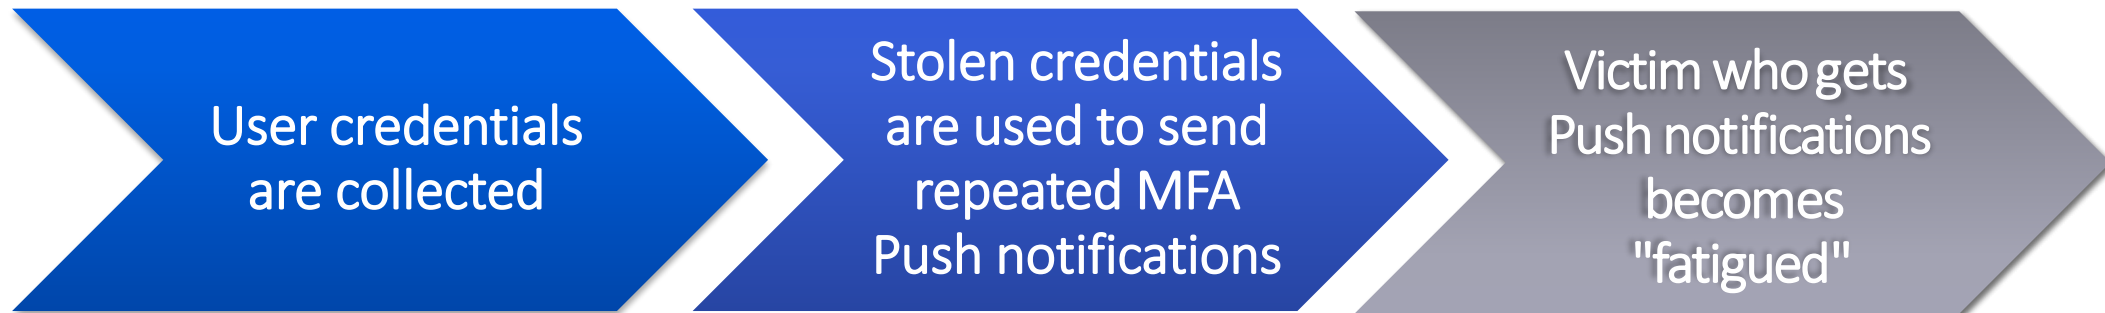 User credentials
are collected
Stolen credentials
are used to send
repeated MFA
Push notifications
Victim who gets
Push notifications
becomes
"fatigued"